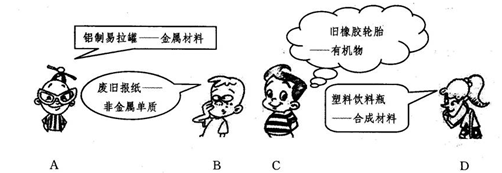 铝制易拉罐——金属材料
废旧报纸——
非金属单质
旧橡胶轮胎
——有机物
塑料饮料瓶
——合成材料
A B C D